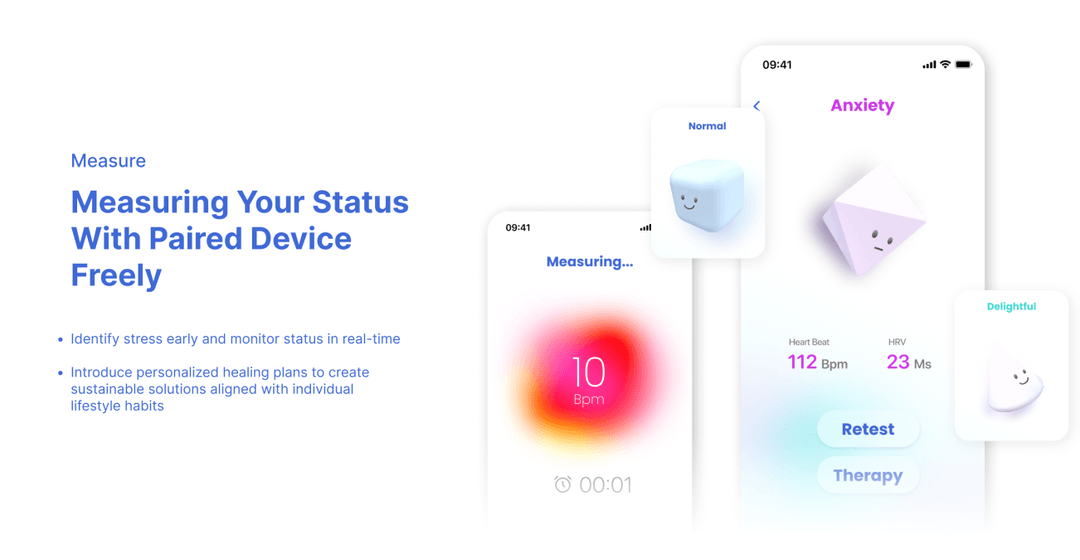 Measure
Measuring Your Status
With Paired Device
Freely
• Identify stress early and monitor status in real-time
• Introduce personalized healing plans to create
sustainable solutions aligned with individual
lifestyle habits
09:41
Measuring...
10
Bpm
00:01
Normal
09:41
Anxiety
Heart Beat
112 Bpm
HRV
23 Ms
Retest
Therapy
Delightful